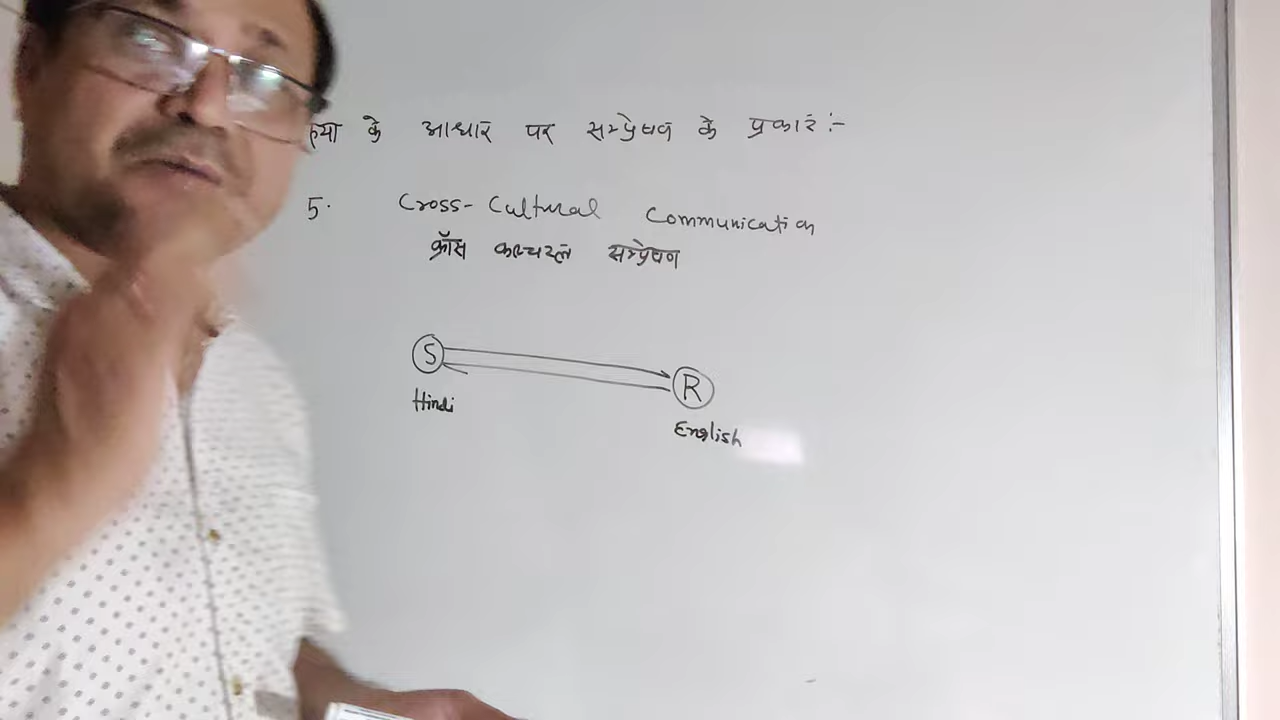 के आधार पर सम्प्रेषण के प्रकार :-
5. Cross-Cultural Communication
क्रॉस कल्चरल सम्प्रेषण
S
R
Hindi
English